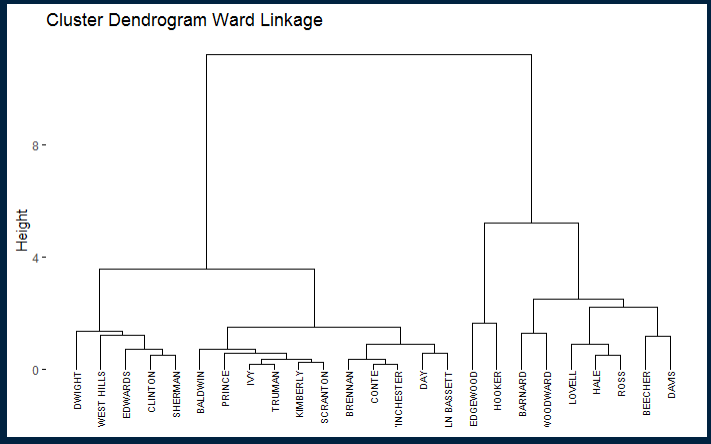 Cluster Dendrogram Ward Linkage
8
4
0
Height
DWIGHT
WEST HILLS
EDWARDS
CLINTON
SHERMAN
BALDWIN
PRINCE
IVY
TRUMAN
KIMBERLY
SCRANTON
BRENNAN
CONTE
INCHESTER
DAY
LN BASSETT
EDGEWOOD
HOOKER
BARNARD
WOODWARD
LOVELL
HALE
ROSS
BEECHER
DAVIS